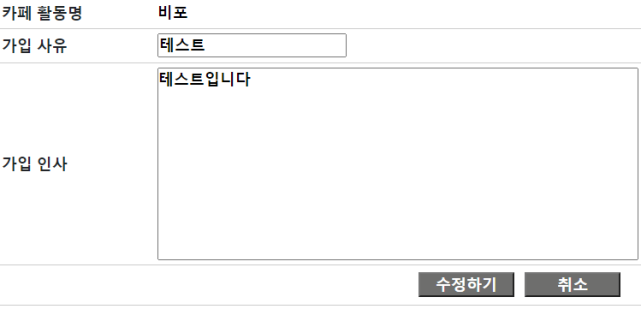 카페 활동명 비포
가입 사유 테스트
테스트입니다
가입 인사
수정하기 취소